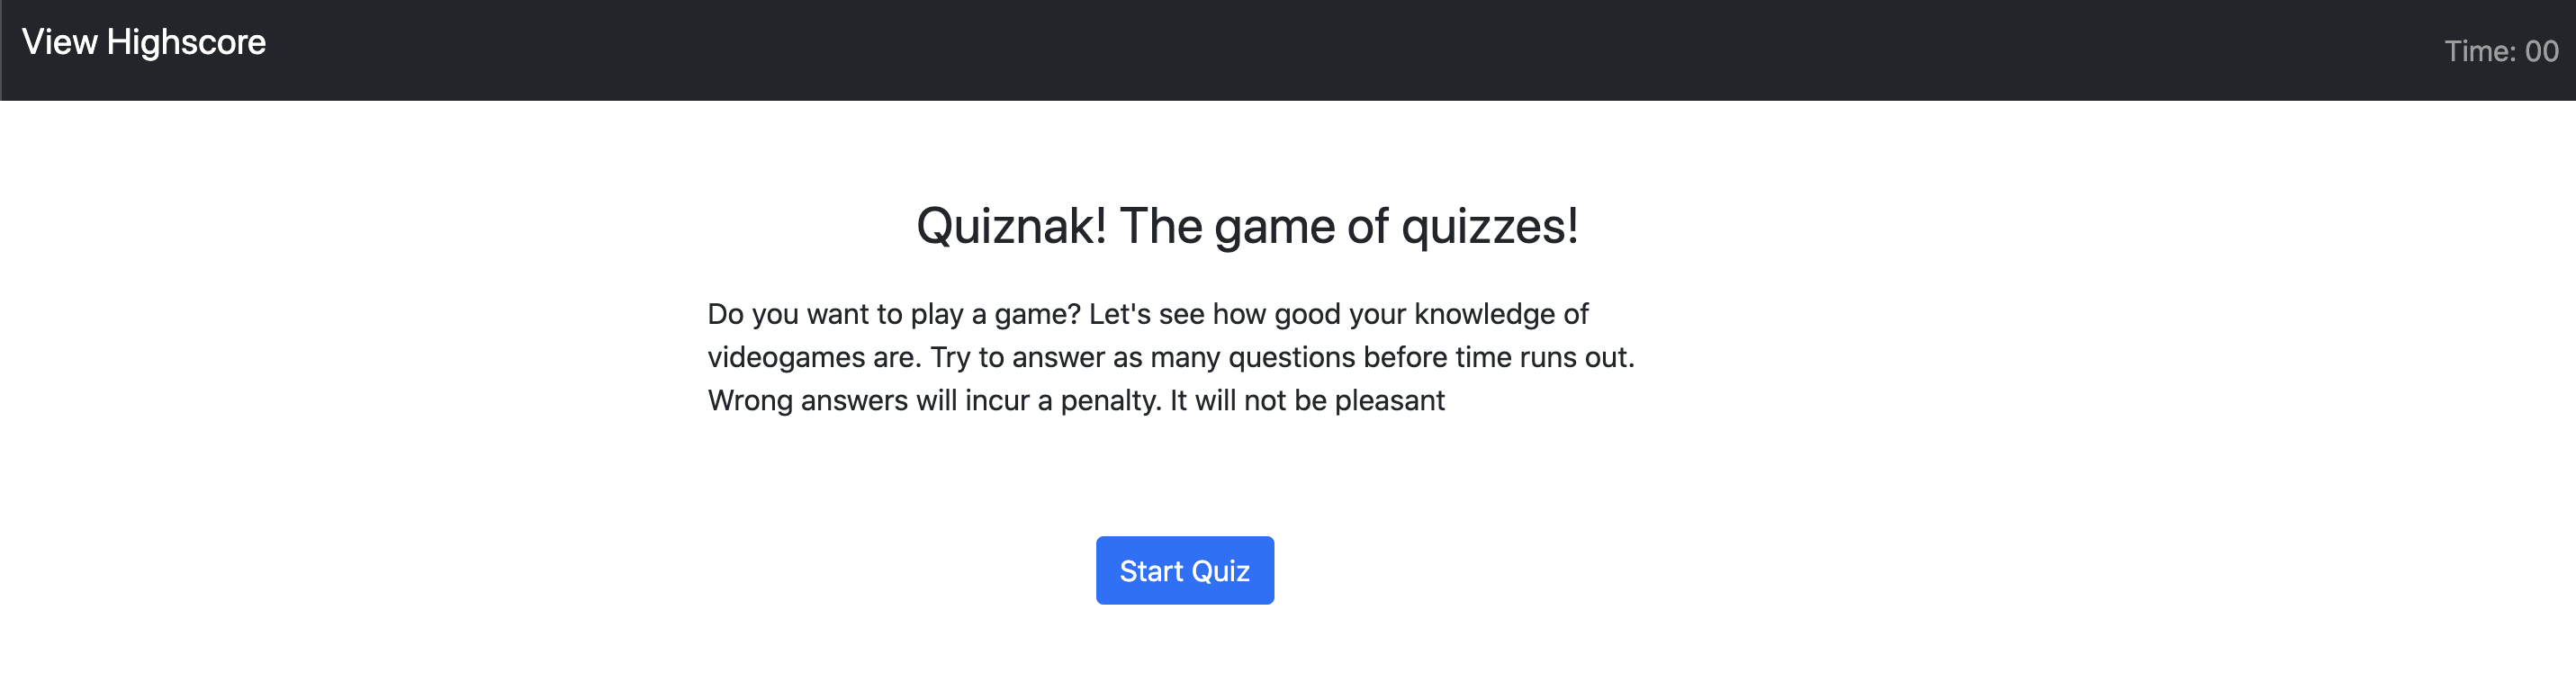 View Highscore
Time: 00
Quiznak! The game of quizzes!
Do you want to play a game? Let's see how good your knowledge of
videogames are. Try to answer as many questions before time runs out.
Wrong answers will incur a penalty. It will not be pleasant
Start Quiz